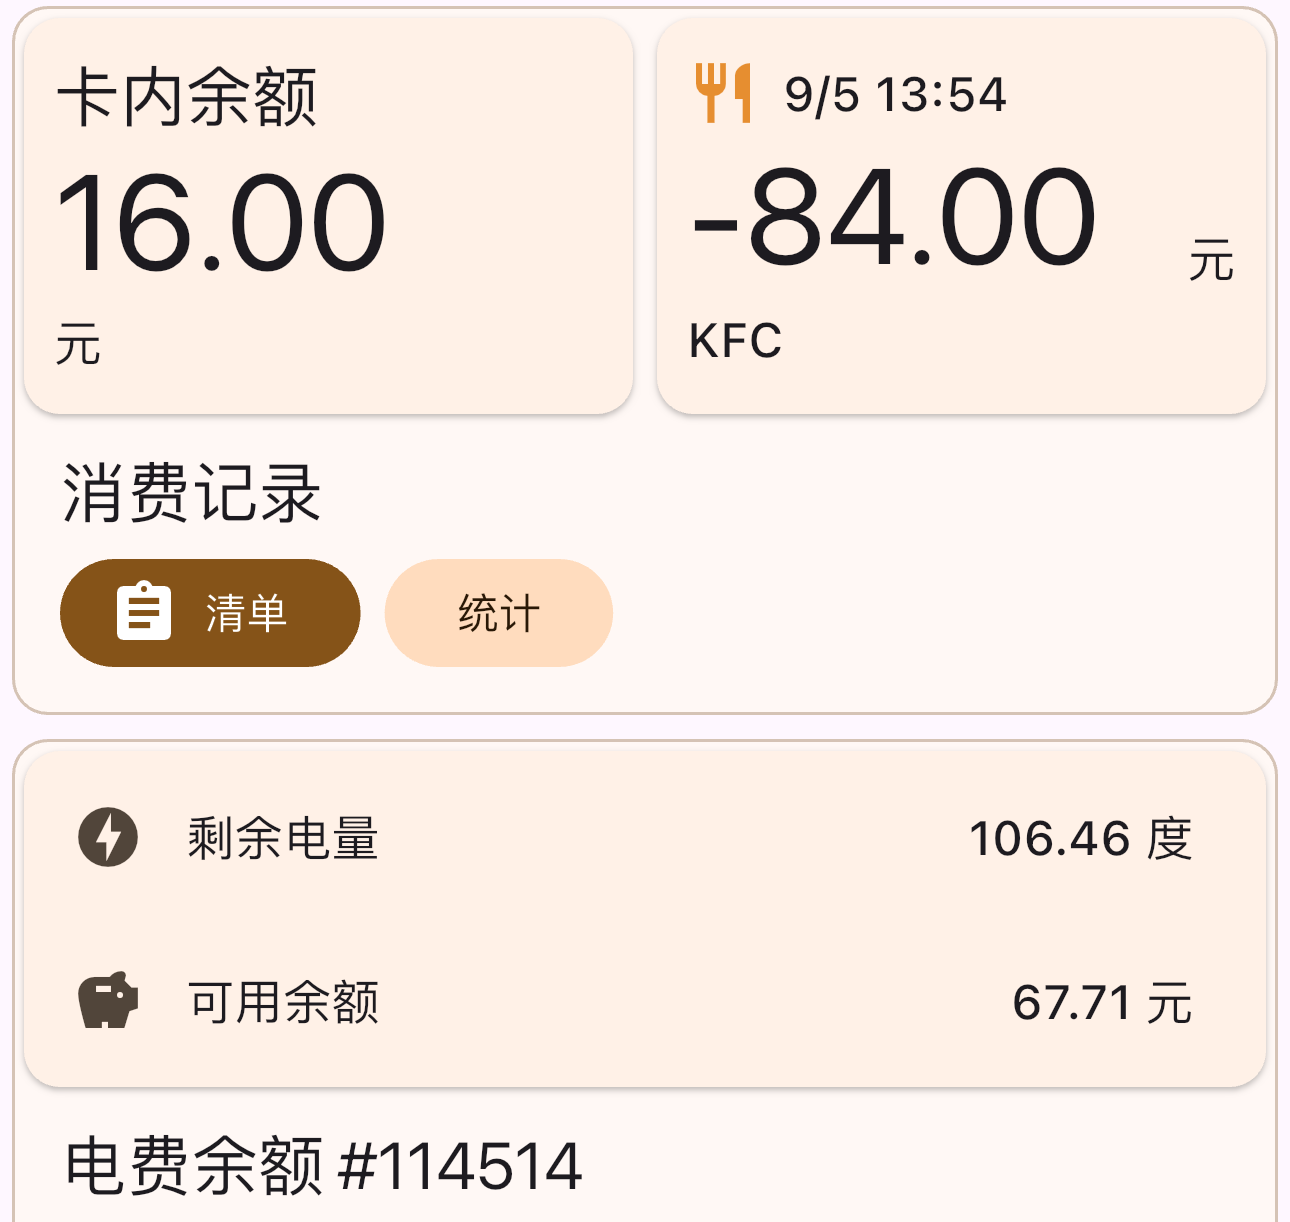 卡内余额
16.00
元
9/5 13:54
-84.00 元
KFC
消费记录
清单
统计
剩余电量 106.46 度
可用余额 67.71 元
电费余额 #114514